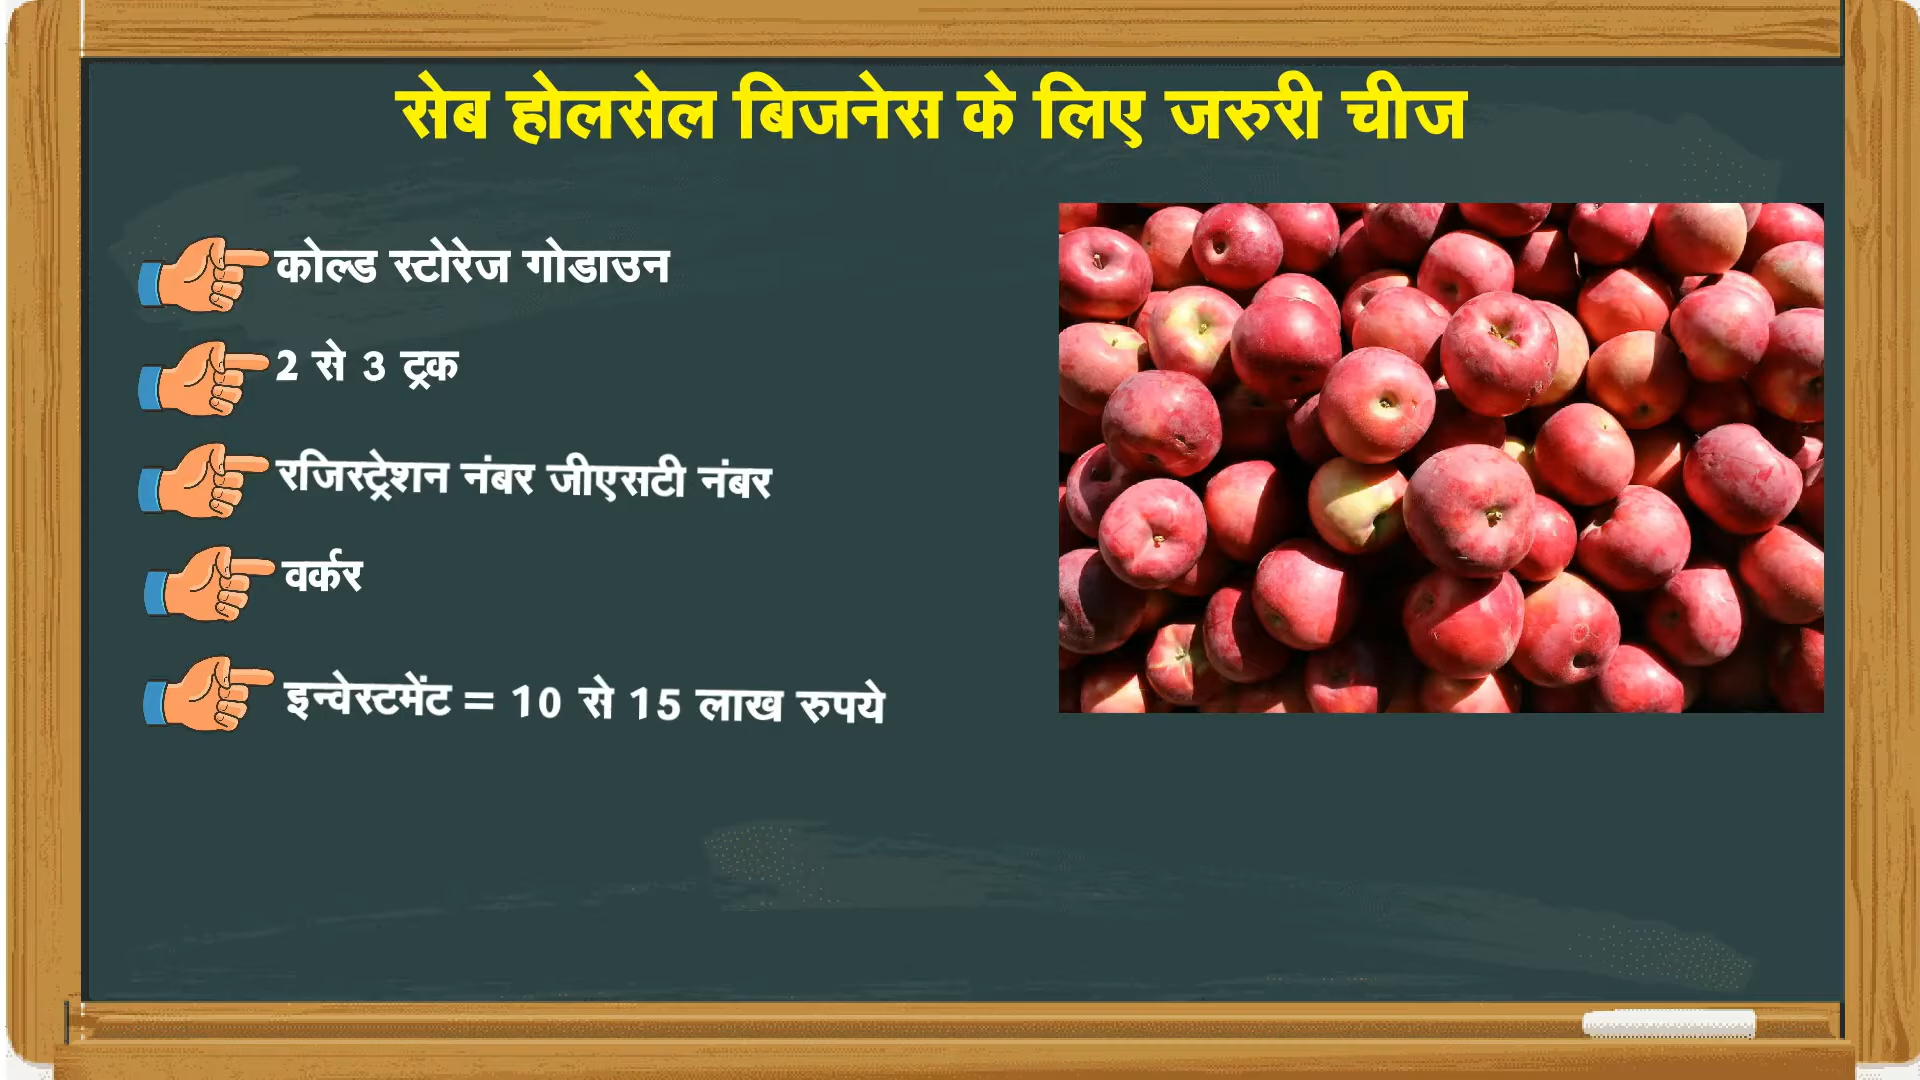 सेब होलसेल बिजनेस के लिए जरुरी चीज
कोल्ड स्टोरेज गोडाउन
2 से 3 ट्रक
रजिस्ट्रेशन नंबर जीएसटी नंबर
वर्कर
इन्वेस्टमेंट = 10 से 15 लाख रुपये